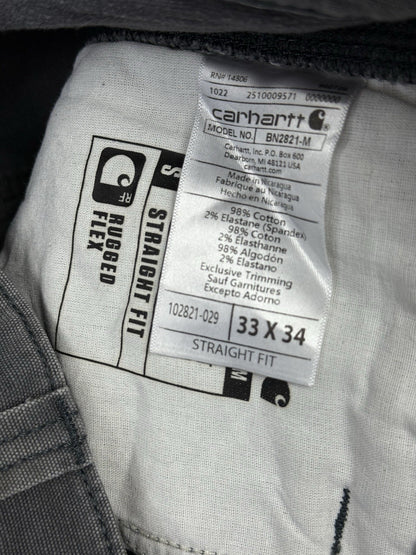 RN# 14806
1022 2510009571 0000000
carhartt
MODEL NO. BN2821-M
Carhartt, Inc. P.O. Box 600
Dearborn, MI 48121 USA
carhartt.com
Made in Nicaragua
Fabriqué au Nicaragua
Hecho en Nicaragua
98% Cotton
2% Elastane (Spandex)
98% Coton
2% Elasthanne
98% Algodón
2% Elastano
Exclusive Trimming
Sauf Garnitures
Excepto Adorno
102821-029 33 X 34
STRAIGHT FIT
S
STRAIGHT FIT
RF
RUGGED
FLEX
M